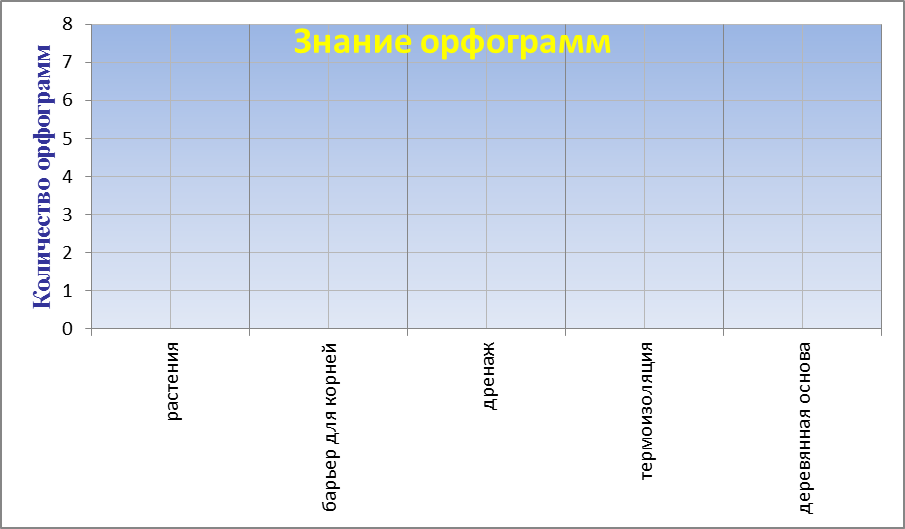 Знание орфограмм
Количество орфограмм
8
7
6
5
4
3
2
1
0
растения
барьер для корней
дренаж
термоизоляция
деревянная основа